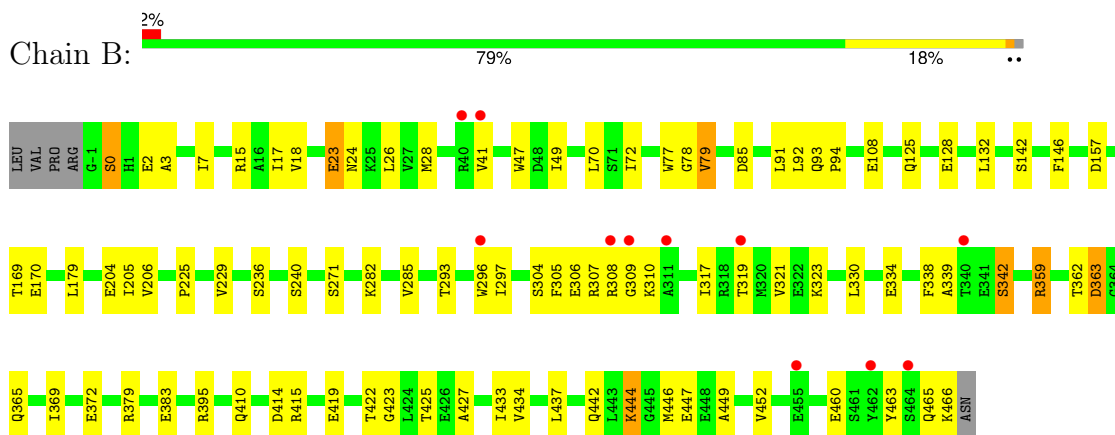 2%
Chain B:
79% 18% ••
LEU VAL PRO ARG G-1 S0 H1 E2 A3 I7 R15 A16 I17 V18 E23 N24 K25 L26 V27 M28 R40 V41 W47 D48 I49 L70 S71 I72 W77 G78 V79 D85 L91 L92 Q93 P94 E108 Q125 E128 L132 S142 F146 D157
T169 E170 L179 E204 I205 V206 P225 V229 S236 S240 S271 K282 V285 T293 W296 I297 S304 F305 E306 R307 R308 G309 K310 A311 I317 R318 T319 M320 V321 E322 K323 L330 E334 F338 A339 T340 E341 S342 R359 T362 D363 G364
Q365 I369 E372 R379 E383 R395 Q410 D414 R415 E419 T422 G423 L424 T425 E426 A427 I433 V434 L437 Q442 L443 K444 G445 M446 E447 E448 A449 V452 E455 E460 S461 Y462 Y463 S464 Q465 K466 ASN